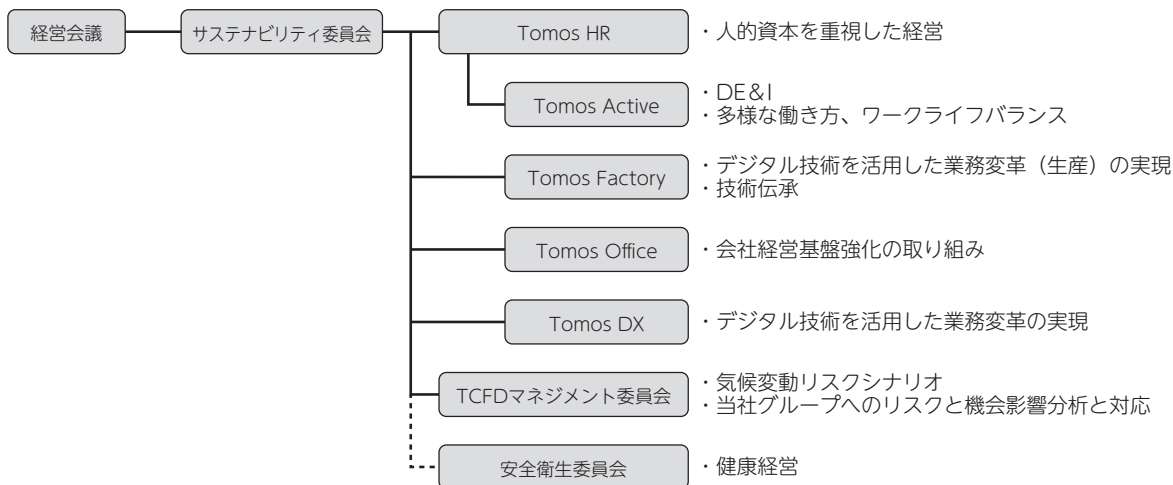 経営会議
サステナビリティ委員会
Tomos HR
・人的資本を重視した経営
Tomos Active
・DE&I
・多様な働き方、ワークライフバランス
Tomos Factory
・デジタル技術を活用した業務変革（生産）の実現
・技術伝承
Tomos Office
・会社経営基盤強化の取り組み
Tomos DX
・デジタル技術を活用した業務変革の実現
TCFDマネジメント委員会
・気候変動リスクシナリオ
・当社グループへのリスクと機会影響分析と対応
安全衛生委員会
・健康経営